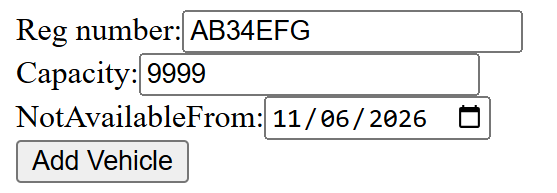 Reg number: AB34EFG
Capacity: 9999
NotAvailableFrom: 11/06/2026
Add Vehicle